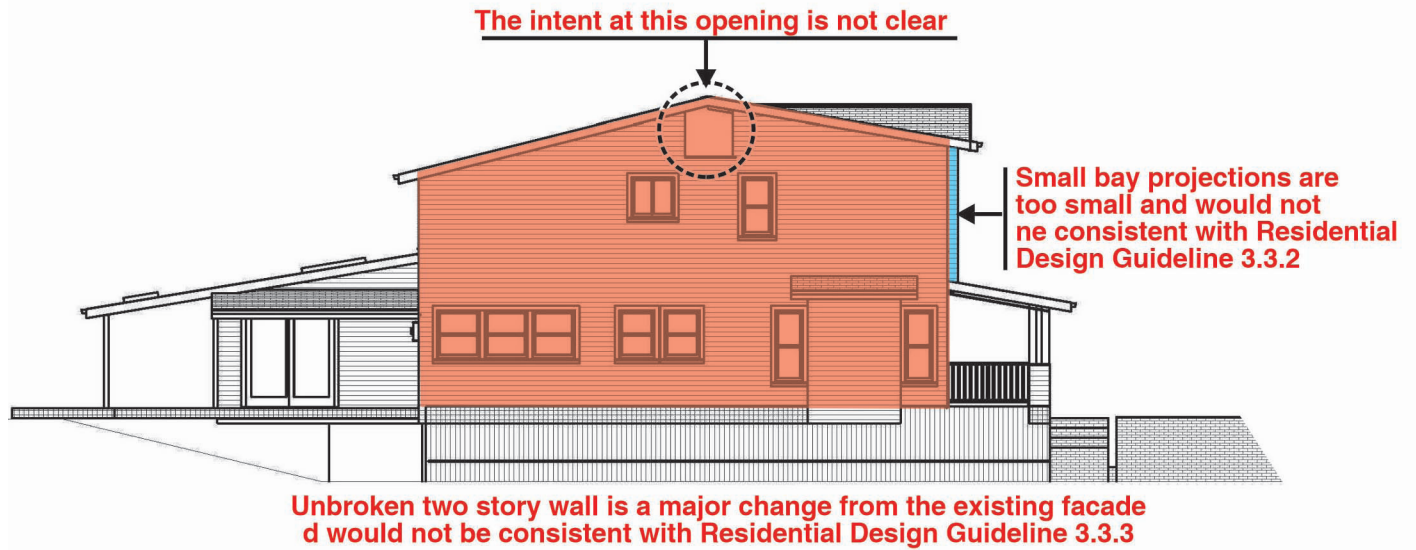 The intent at this opening is not clear
Small bay projections are
too small and would not
ne consistent with Residential
Design Guideline 3.3.2
Unbroken two story wall is a major change from the existing facade
d would not be consistent with Residential Design Guideline 3.3.3